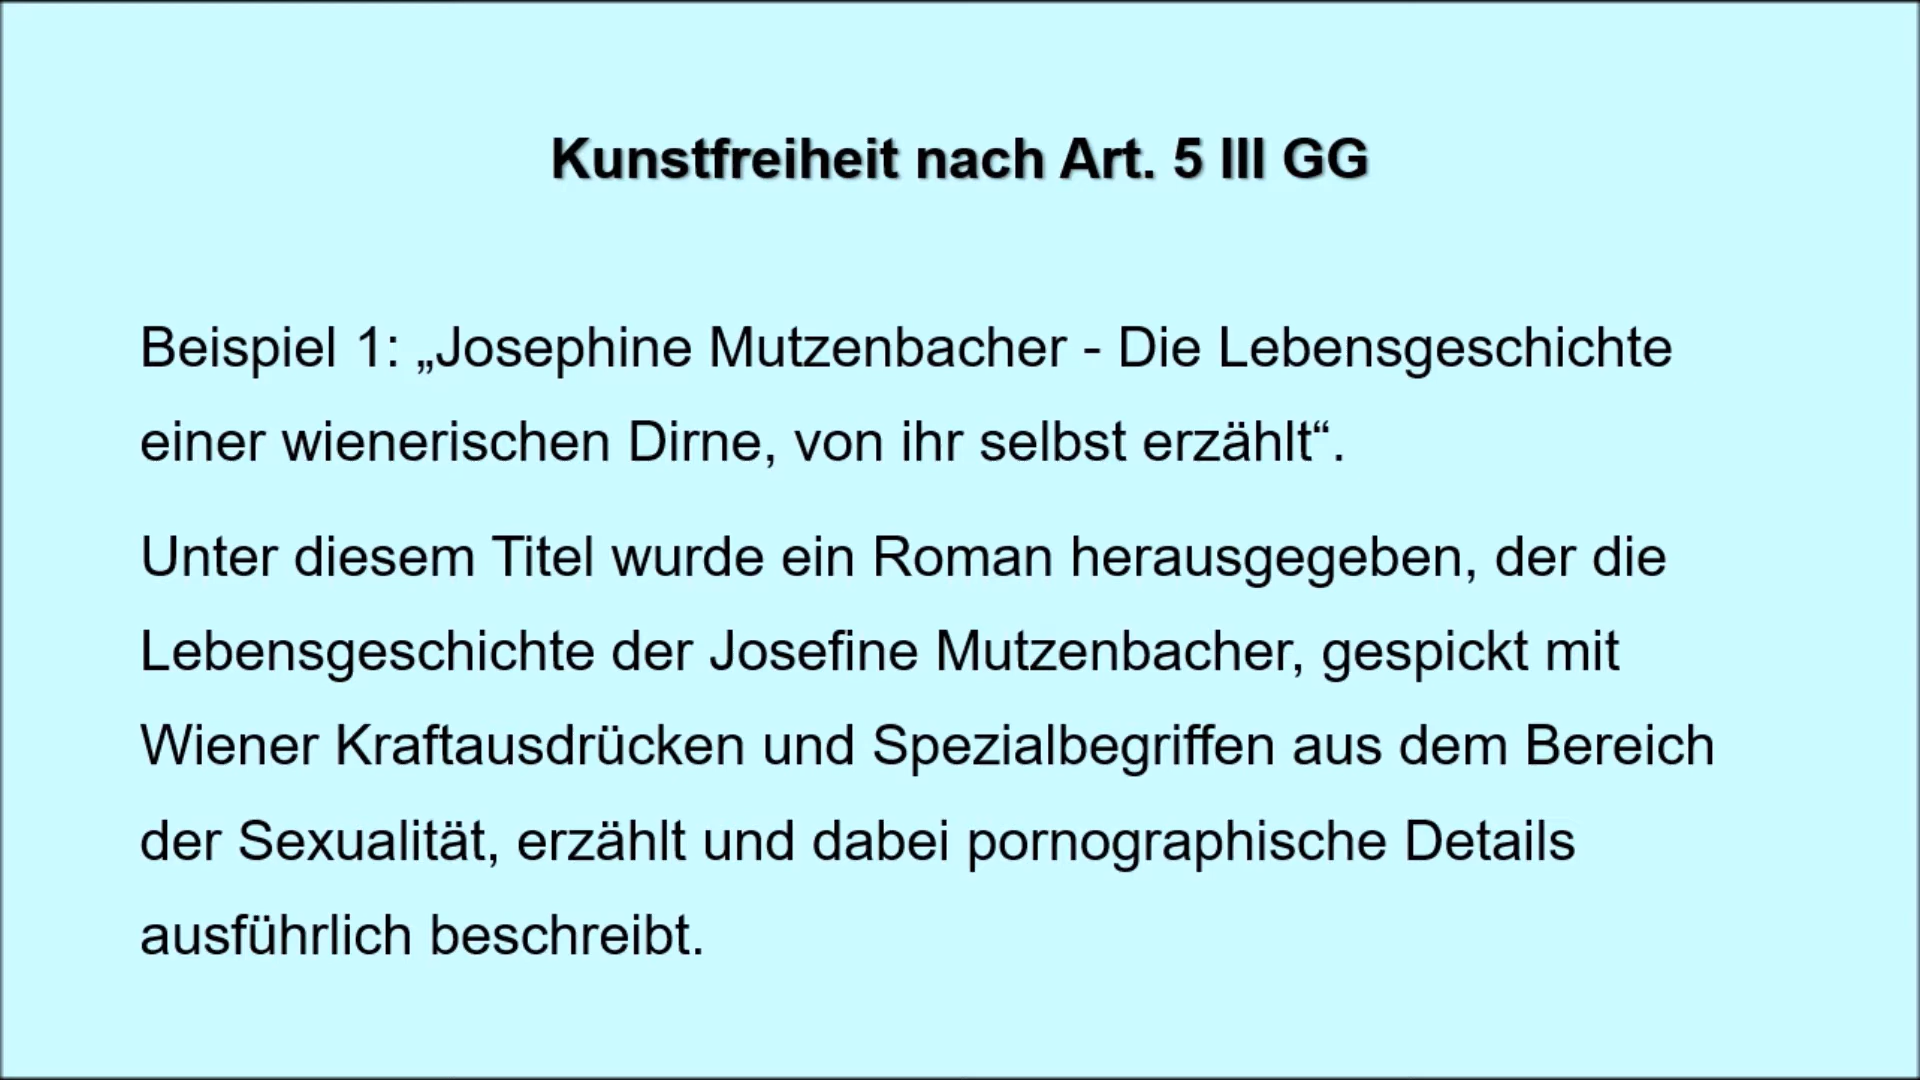 Kunstfreiheit nach Art. 5 III GG
Beispiel 1: „Josephine Mutzenbacher - Die Lebensgeschichte
einer wienerischen Dirne, von ihr selbst erzählt“.
Unter diesem Titel wurde ein Roman herausgegeben, der die
Lebensgeschichte der Josefine Mutzenbacher, gespickt mit
Wiener Kraftausdrücken und Spezialbegriffen aus dem Bereich
der Sexualität, erzählt und dabei pornographische Details
ausführlich beschreibt.